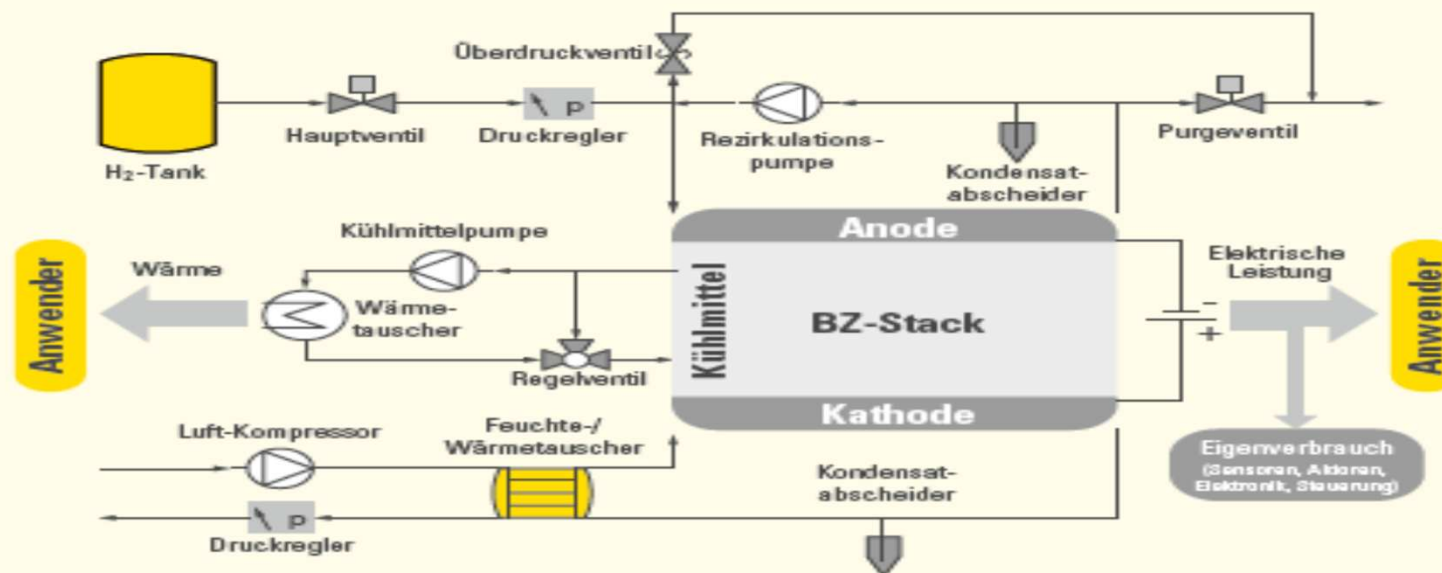 Überdruckventil
H₂-Tank
Hauptventil
Druckregler
Rezirkulations-
pumpe
Kondensat-
abscheider
Purgeventil
Anwender
Wärme
Kühlmittelpumpe
Wärme-
tauscher
Regelventil
Kühlmittel
Anode
BZ-Stack
Kathode
-
+
Elektrische
Leistung
Anwender
Eigenverbrauch
(Sensoren, Aktoren,
Elektronik, Steuerung)
Luft-Kompressor
Feuchte-/
Wärmetauscher
Kondensat-
abscheider
Druckregler
p
p